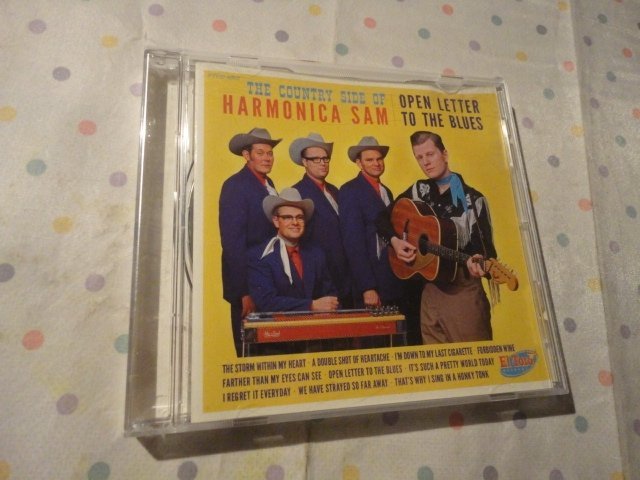 THE COUNTRY SIDE OF
HARMONICA SAM
OPEN LETTER
TO THE BLUES
THE STORM WITHIN MY HEART · A DOUBLE SHOT OF HEARTACHE · I'M DOWN TO MY LAST CIGARETTE · FORBIDDEN WINE
FARTHER THAN MY EYES CAN SEE · OPEN LETTER TO THE BLUES · IT'S SUCH A PRETTY WORLD TODAY
I REGRET IT EVERYDAY · WE HAVE STRAYED SO FAR AWAY · THAT'S WHY I SING IN A HONKY TONK
El Toro